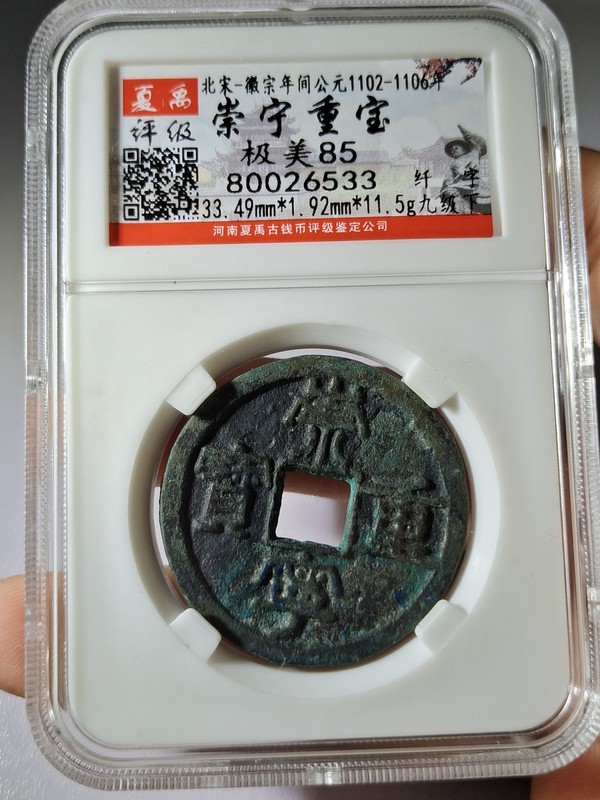 北宋-徽宗年间公元1102-1106年
夏禹
评级
崇宁重宝
极美85
80026533
纤字
33.49mm*1.92mm*11.5g九级下
河南夏禹古钱币评级鉴定公司
崇
寶 重
寧